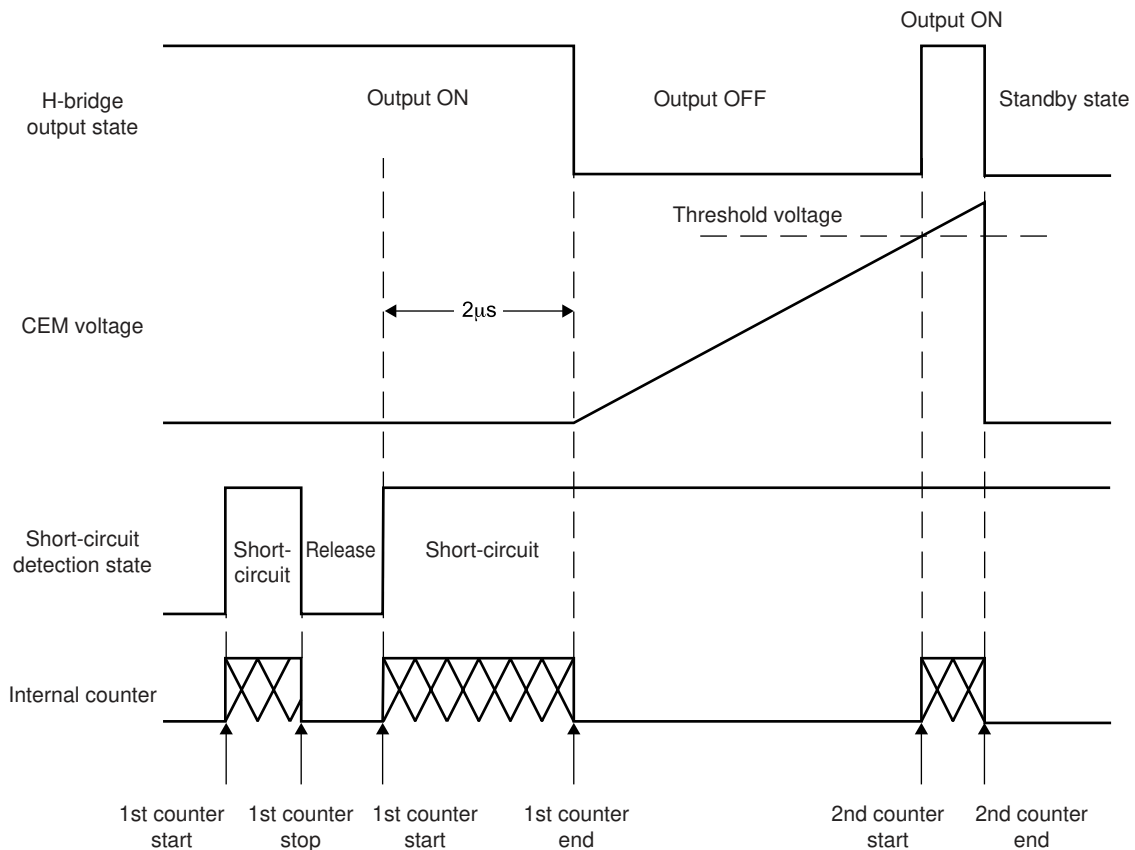 Output ON
H-bridge
output state
Output ON
Output OFF
Standby state
Threshold voltage
CEM voltage
2μs
Short-circuit
detection state
Short-
circuit
Release
Short-circuit
Internal counter
1st counter
start
1st counter
stop
1st counter
start
1st counter
end
2nd counter
start
2nd counter
end